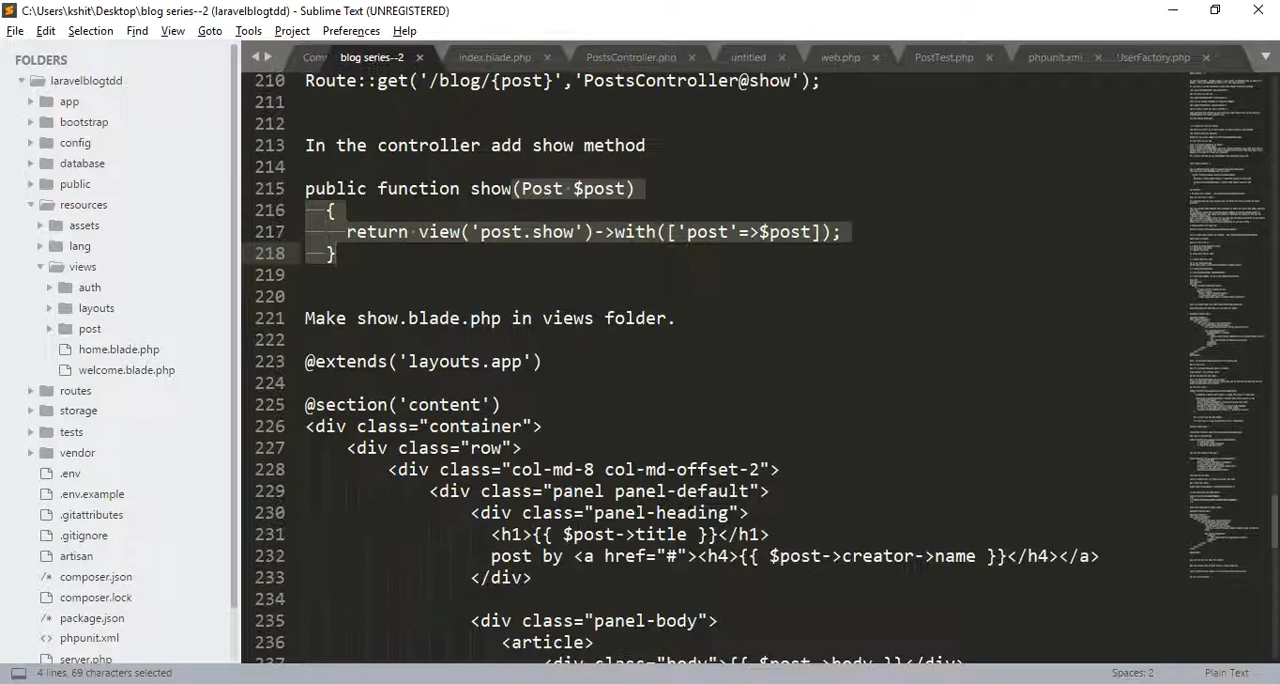 C:\Users\kshit\Desktop\blog series--2 (laravelblogtdd) - Sublime Text (UNREGISTERED)
File Edit Selection Find View Goto Tools Project Preferences Help
FOLDERS
laravelblogtdd
app
bootstrap
config
database
public
resources
assets
lang
views
auth
layouts
post
home.blade.php
welcome.blade.php
routes
storage
tests
vendor
.env
.env.example
.gitattributes
.gitignore
artisan
composer.json
composer.lock
package.json
phpunit.xml
server.php
blog series--2 index.blade.php PostsController.php untitled web.php PostTest.php phpunit.xml UserFactory.php
210 Route::get('/blog/{post}','PostsController@show');
211
212
213 In the controller add show method
214
215 public function show(Post $post)
216 {
217 return view('post.show')->with(['post'=>$post]);
218 }
219
220
221 Make show.blade.php in views folder.
222
223 @extends('layouts.app')
224
225 @section('content')
226 <div class="container">
227 <div class="row">
228 <div class="col-md-8 col-md-offset-2">
229 <div class="panel panel-default">
230 <div class="panel-heading">
231 <h1>{{ $post->title }}</h1>
232 post by <a href="#"><h4>{{ $post->creator->name }}</h4></a>
233 </div>
234
235 <div class="panel-body">
236 <article>
237 <div class="body">{{ $post->body }}</div>
4 lines, 69 characters selected
Spaces: 2
Plain Text